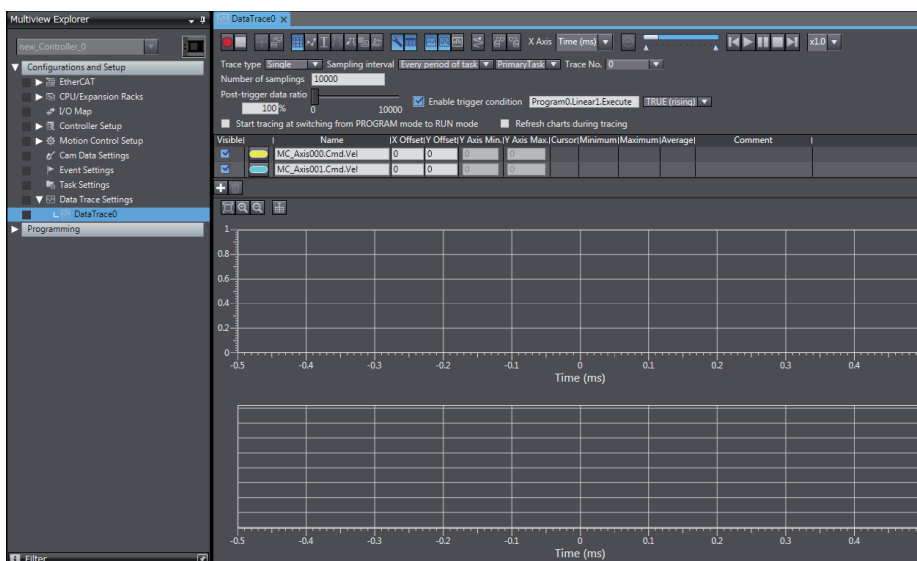 Multiview Explorer
DataTrace0
new_Controller_0
X Axis Time (ms) x1.0
Configurations and Setup
EtherCAT
CPU/Expansion Racks
I/O Map
Controller Setup
Motion Control Setup
Cam Data Settings
Event Settings
Task Settings
Data Trace Settings
DataTrace0
Programming
Filter
Trace type Single Sampling interval Every period of task PrimaryTask Trace No. 0
Number of samplings 10000
Post-trigger data ratio
100 % 0 10000 Enable trigger condition Program0.Linear1.Execute TRUE (rising)
Start tracing at switching from PROGRAM mode to RUN mode Refresh charts during tracing
Visible Name X Offset Y Offset Y Axis Min. Y Axis Max. Cursor Minimum Maximum Average Comment
MC_Axis000.Cmd.Vel 0 0 0 0
MC_Axis001.Cmd.Vel 0 0 0 0
1
0.8
0.6
0.4
0.2
0
-0.5 -0.4 -0.3 -0.2 -0.1 0 0.1 0.2 0.3 0.4
Time (ms)
-0.5 -0.4 -0.3 -0.2 -0.1 0 0.1 0.2 0.3 0.4
Time (ms)